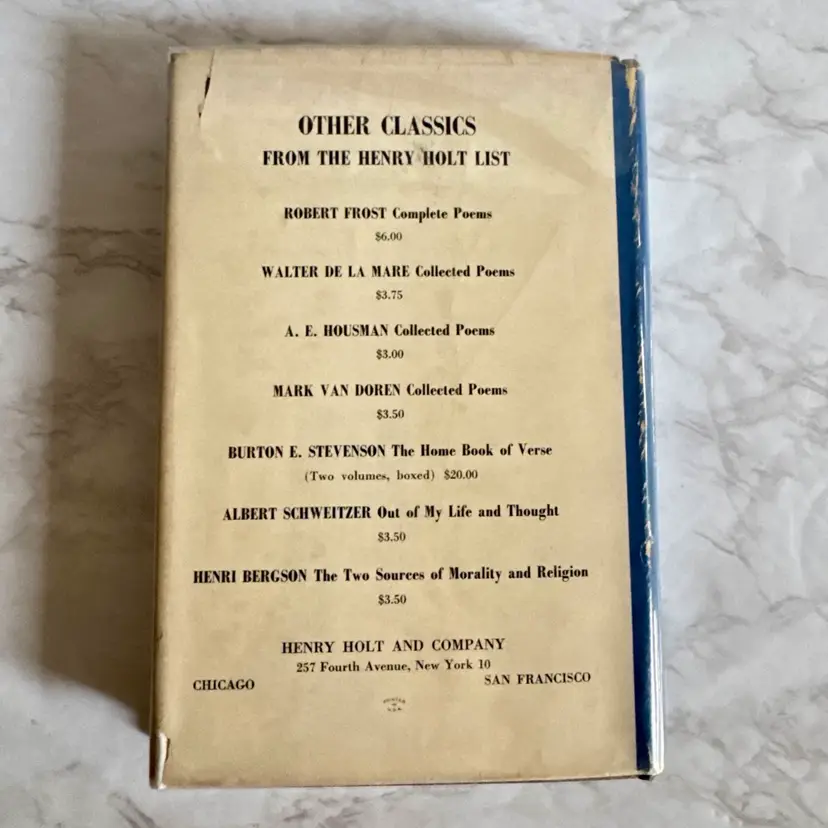 OTHER CLASSICS
FROM THE HENRY HOLT LIST
ROBERT FROST Complete Poems
$6.00
WALTER DE LA MARE Collected Poems
$3.75
A. E. HOUSMAN Collected Poems
$3.00
MARK VAN DOREN Collected Poems
$3.50
BURTON E. STEVENSON The Home Book of Verse
(Two volumes, boxed) $20.00
ALBERT SCHWEITZER Out of My Life and Thought
$3.50
HENRI BERGSON The Two Sources of Morality and Religion
$3.50
HENRY HOLT AND COMPANY
257 Fourth Avenue, New York 10
CHICAGO SAN FRANCISCO
PRINTED
IN
U.S.A.